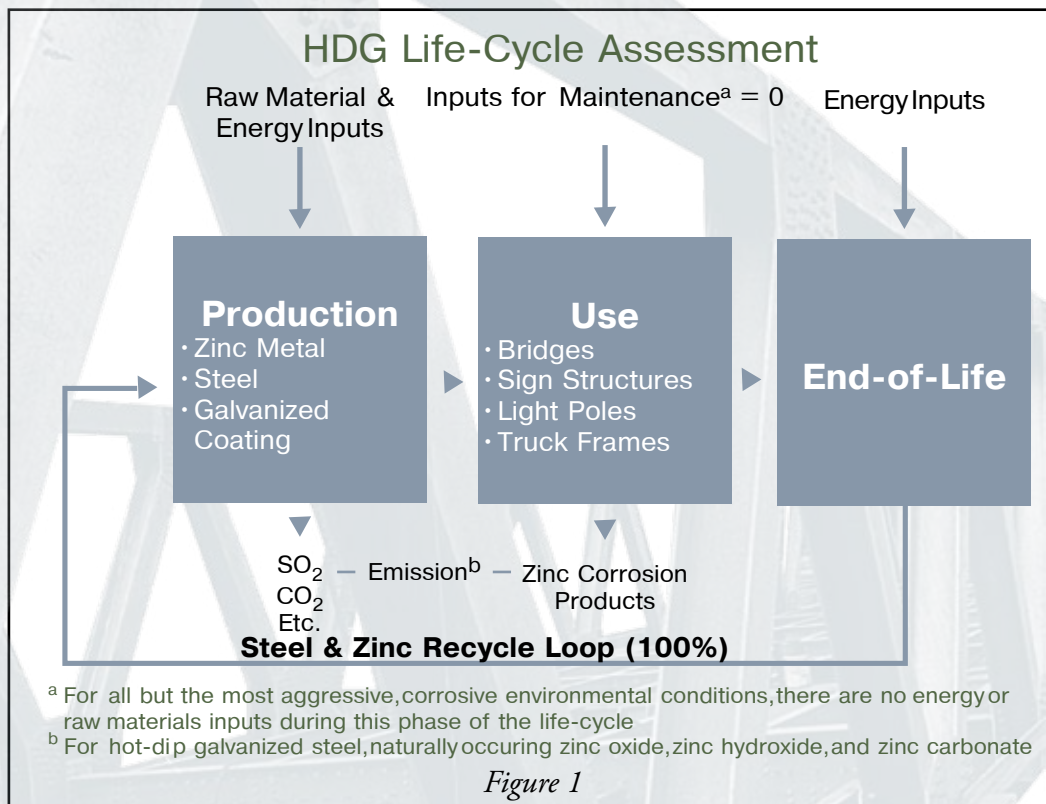 HDG Life-Cycle Assessment
Raw Material &
Energy Inputs
Inputs for Maintenanceᵃ = 0
Energy Inputs
Production
· Zinc Metal
· Steel
· Galvanized
Coating
Use
· Bridges
· Sign Structures
· Light Poles
· Truck Frames
End-of-Life
SO₂
CO₂
Etc.
Emissionᵇ
Zinc Corrosion
Products
Steel & Zinc Recycle Loop (100%)
ᵃ For all but the most aggressive, corrosive environmental conditions, there are no energy or
raw materials inputs during this phase of the life-cycle
ᵇ For hot-dip galvanized steel, naturally occuring zinc oxide, zinc hydroxide, and zinc carbonate
Figure 1